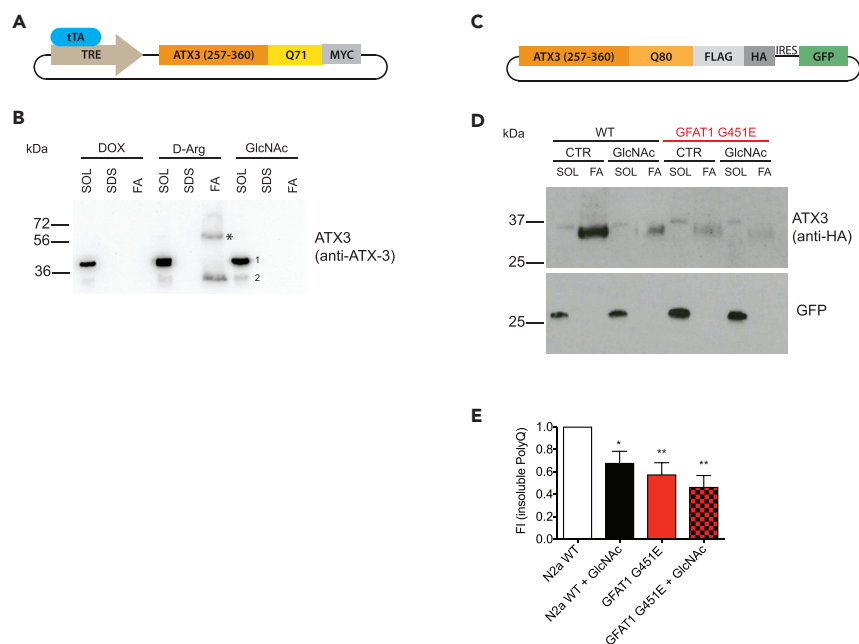 A
tTA
TRE
ATX3 (257-360)
Q71
MYC
B
kDa
DOX
D-Arg
GlcNAc
SOL
SDS
FA
SOL
SDS
FA
SOL
SDS
FA
72
56
36
*
1
2
ATX3
(anti-ATX-3)
C
ATX3 (257-360)
Q80
FLAG
HA
IRES
GFP
D
kDa
WT
GFAT1 G451E
CTR
GlcNAc
CTR
GlcNAc
SOL
FA
SOL
FA
SOL
FA
SOL
FA
37
25
ATX3
(anti-HA)
25
GFP
E
FI (insoluble PolyQ)
1.0
0.8
0.6
0.4
0.2
0.0
*
**
**
N2a WT
N2a WT + GlcNAc
GFAT1 G451E
GFAT1 G451E + GlcNAc